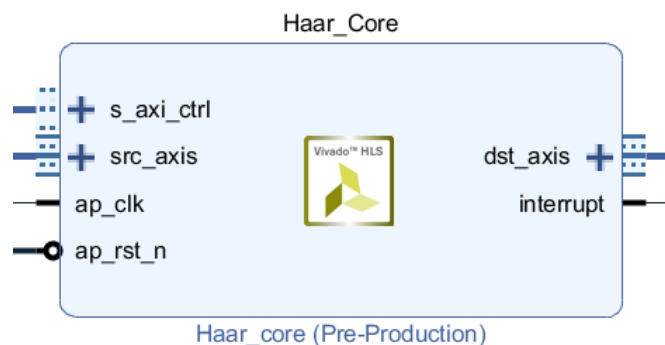 Haar_Core
s_axi_ctrl
src_axis
ap_clk
ap_rst_n
Vivado™ HLS
dst_axis
interrupt
Haar_core (Pre-Production)